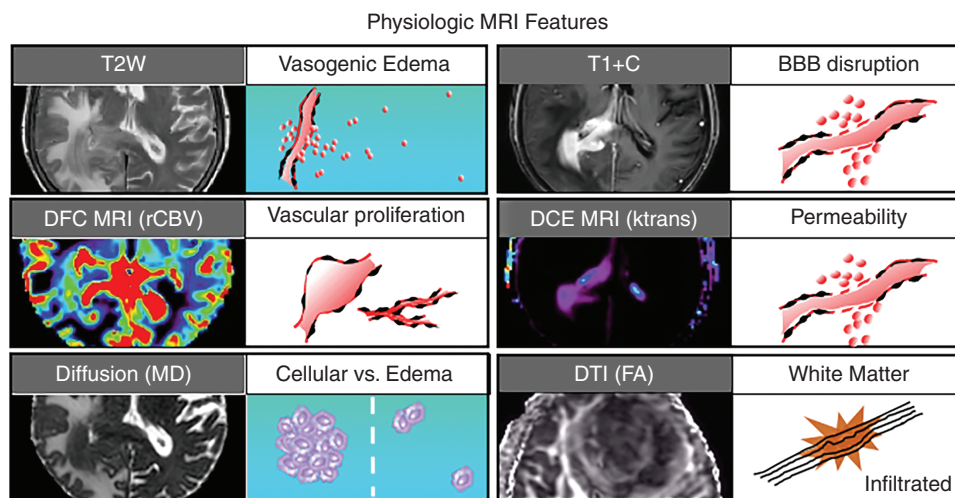 Physiologic MRI Features
T2W
Vasogenic Edema
T1+C
BBB disruption
DFC MRI (rCBV)
Vascular proliferation
DCE MRI (ktrans)
Permeability
Diffusion (MD)
Cellular vs. Edema
DTI (FA)
White Matter
Infiltrated